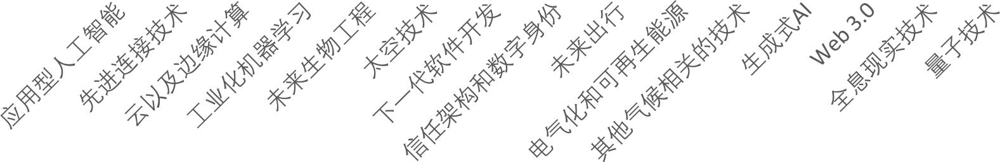 应用型人工智能
先进连接技术
云以及边缘计算
工业化机器学习
未来生物工程
太空技术
下一代软件开发
信任架构和数字身份
未来出行
电气化和可再生能源
其他气候相关的技术
生成式AI
Web 3.0
全息现实技术
量子技术